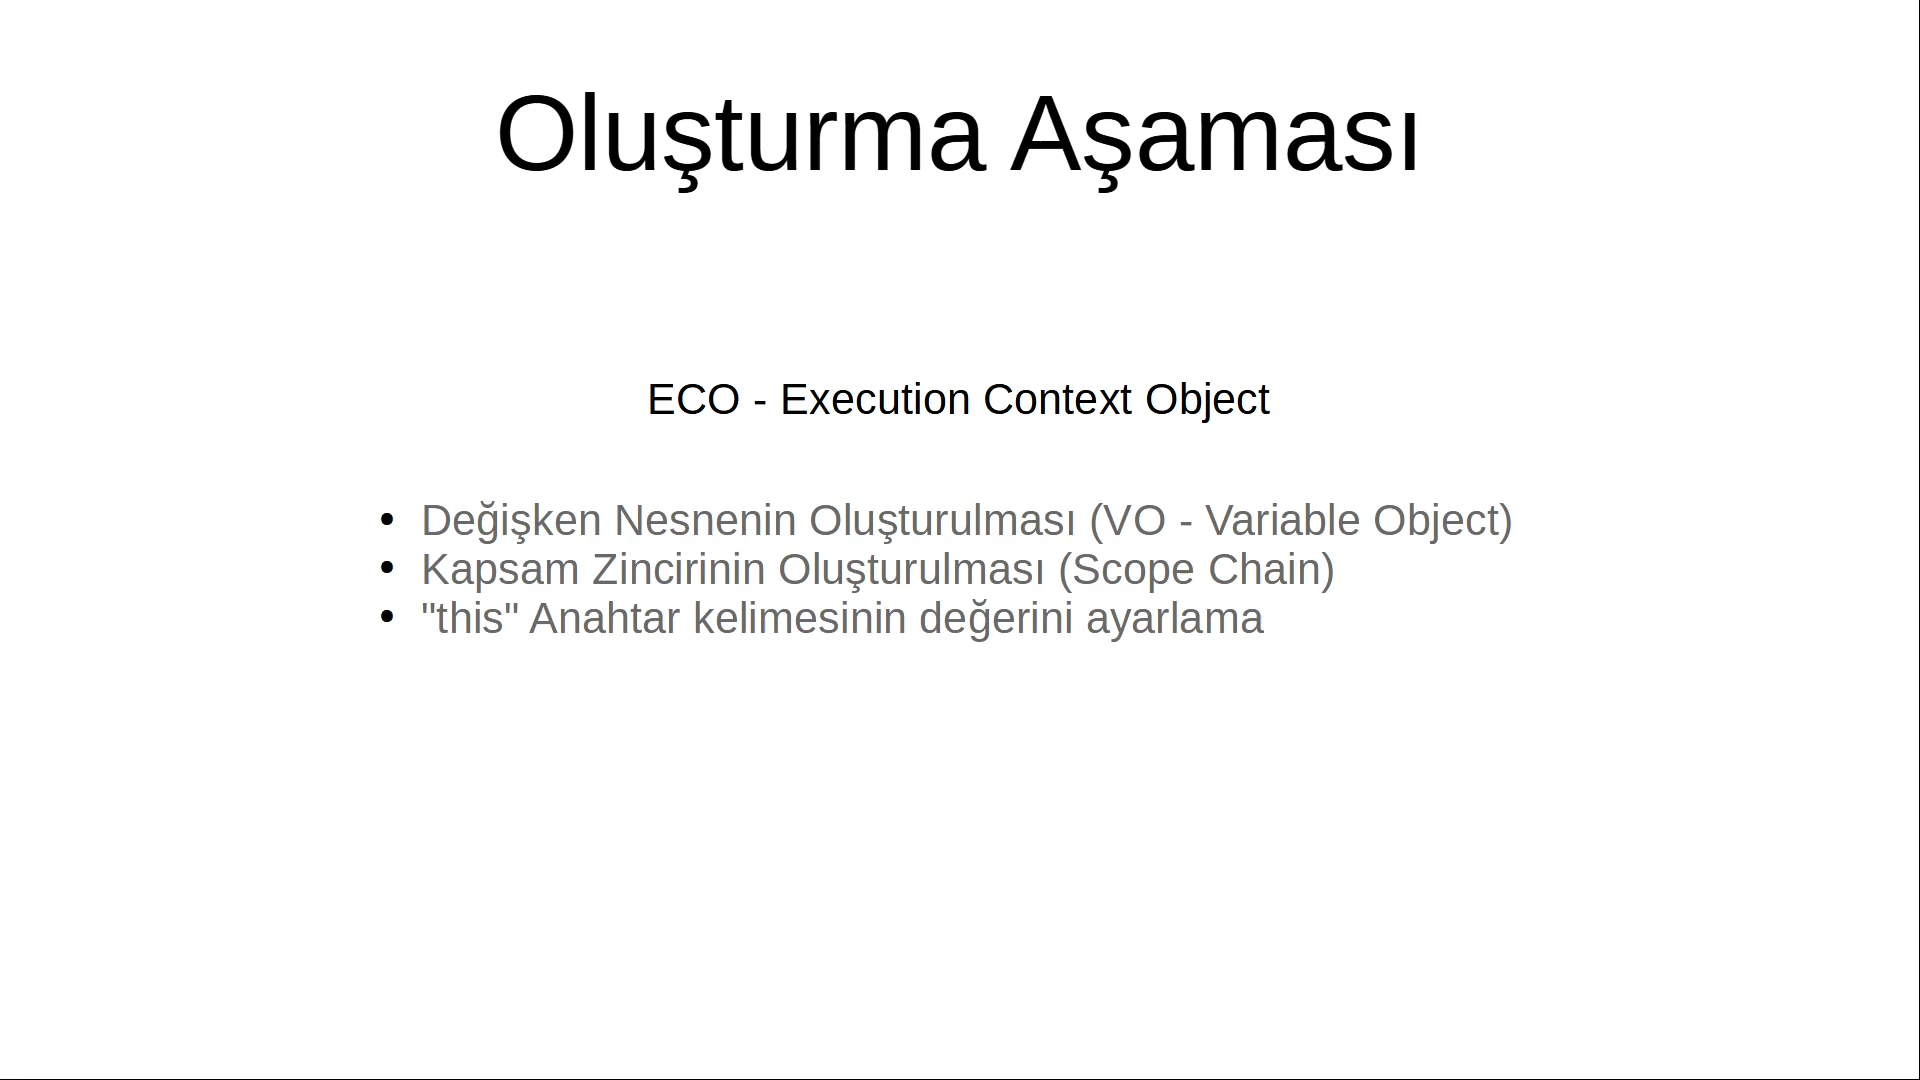 Oluşturma Aşaması
ECO - Execution Context Object
• Değişken Nesnenin Oluşturulması (VO - Variable Object)
• Kapsam Zincirinin Oluşturulması (Scope Chain)
• "this" Anahtar kelimesinin değerini ayarlama